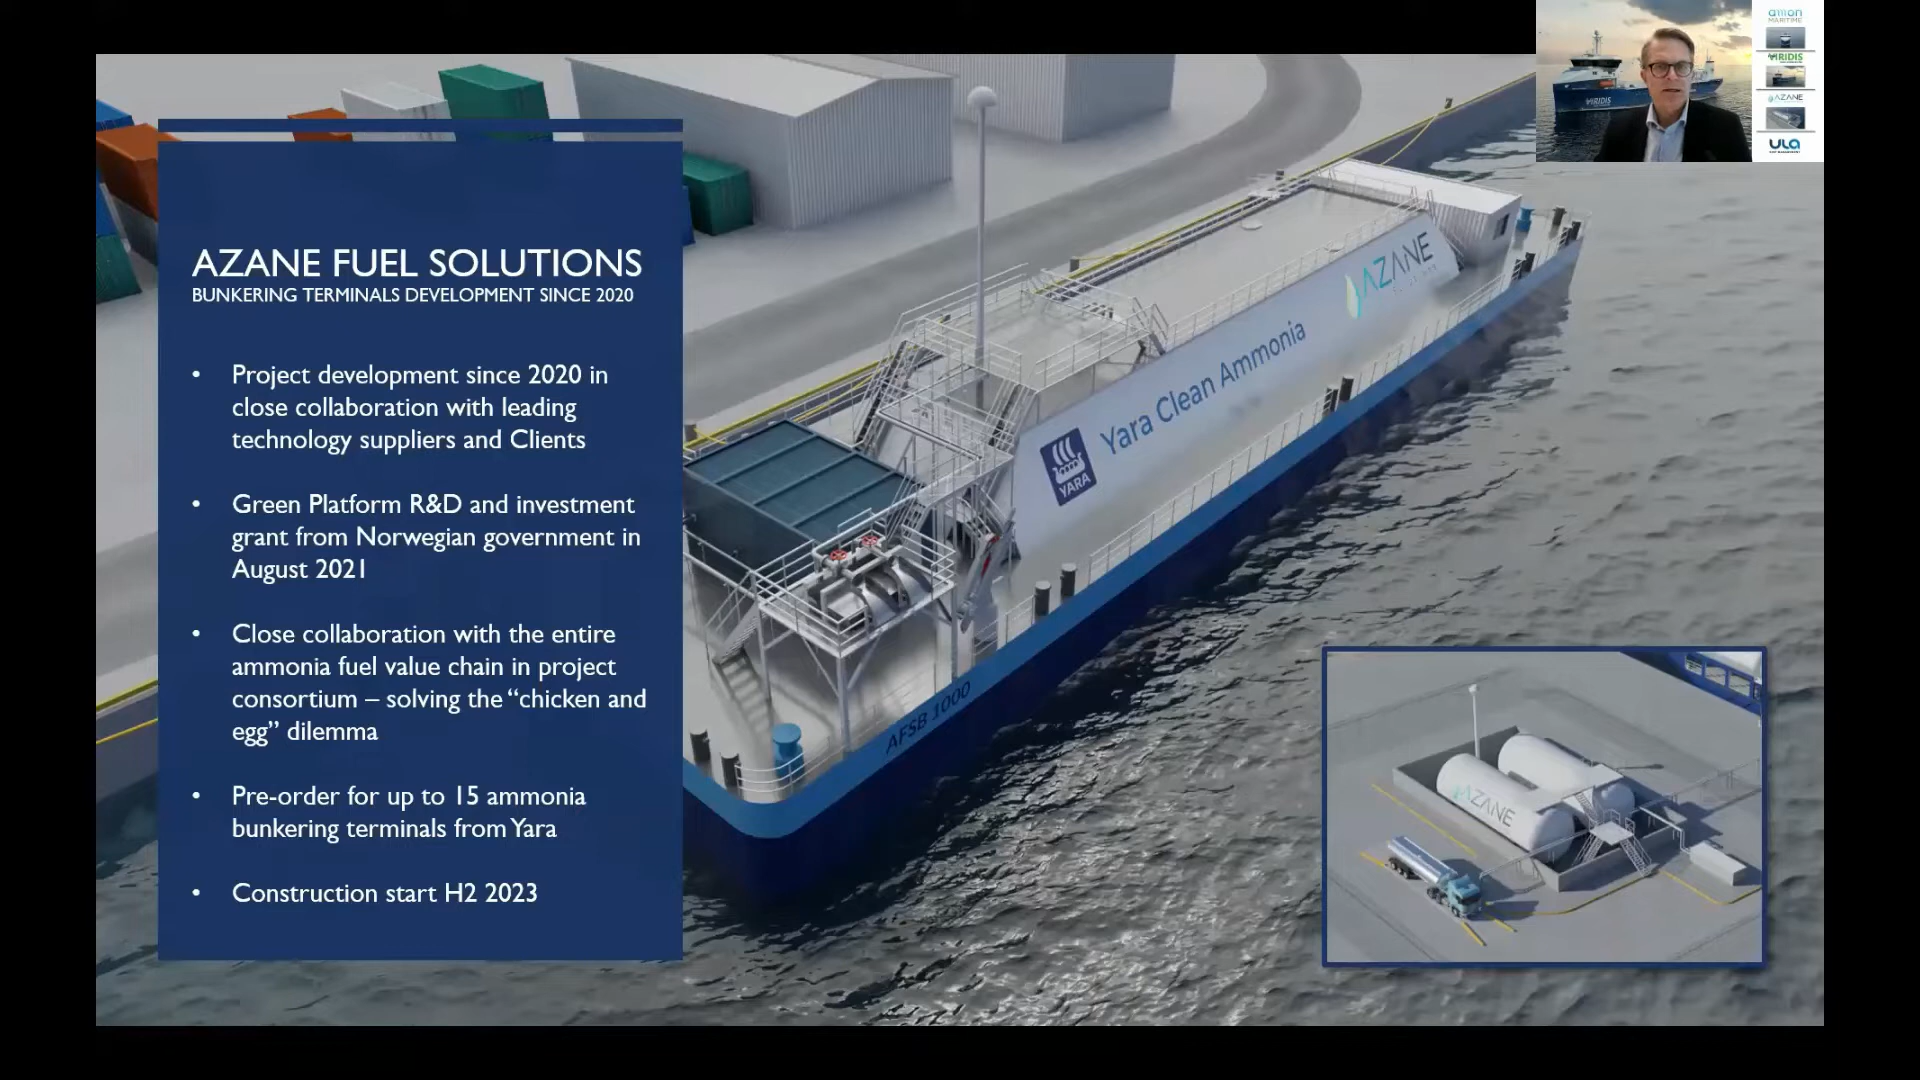 AZANE FUEL SOLUTIONS
BUNKERING TERMINALS DEVELOPMENT SINCE 2020
• Project development since 2020 in
close collaboration with leading
technology suppliers and Clients
• Green Platform R&D and investment
grant from Norwegian government in
August 2021
• Close collaboration with the entire
ammonia fuel value chain in project
consortium – solving the “chicken and
egg” dilemma
• Pre-order for up to 15 ammonia
bunkering terminals from Yara
• Construction start H2 2023
AZANE
Yara Clean Ammonia
YARA
AFSB 1000
AZANE
VIRIDIS
amon
MARITIME
VIRIDIS
AZANE
ULA